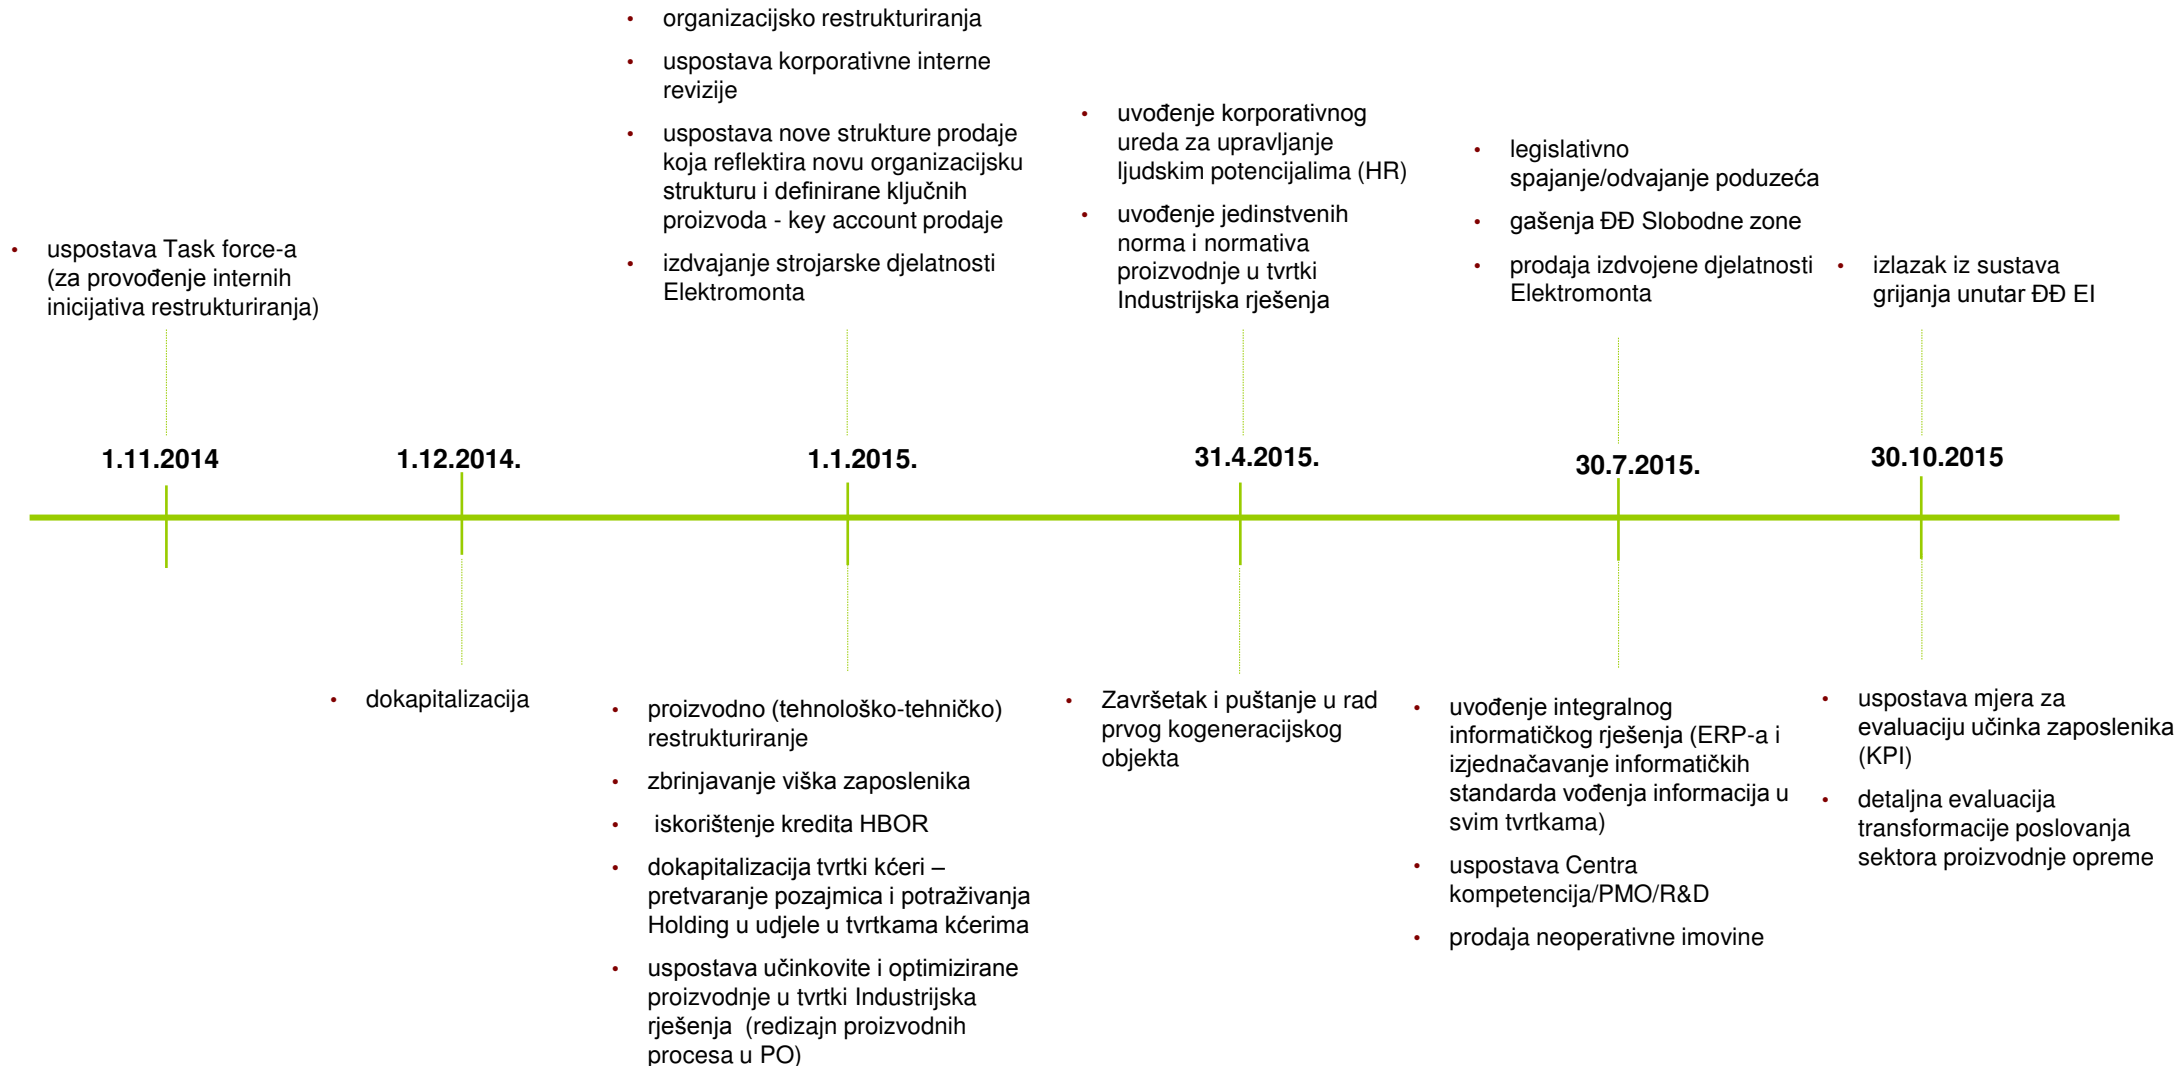 • uspostava Task force-a
(za provođenje internih
inicijativa restrukturiranja)
• organizacijsko restrukturiranja
• uspostava korporativne interne
revizije
• uspostava nove strukture prodaje
koja reflektira novu organizacijsku
strukturu i definirane ključnih
proizvoda - key account prodaje
• izdvajanje strojarske djelatnosti
Elektromonta
• uvođenje korporativnog
ureda za upravljanje
ljudskim potencijalima (HR)
• uvođenje jedinstvenih
norma i normativa
proizvodnje u tvrtki
Industrijska rješenja
• legislativno
spajanje/odvajanje poduzeća
• gašenja ĐĐ Slobodne zone
• prodaja izdvojene djelatnosti
Elektromonta
• izlazak iz sustava
grijanja unutar ĐĐ EI
1.11.2014
1.12.2014.
1.1.2015.
31.4.2015.
30.7.2015.
30.10.2015
• dokapitalizacija
• proizvodno (tehnološko-tehničko)
restrukturiranje
• zbrinjavanje viška zaposlenika
• iskorištenje kredita HBOR
• dokapitalizacija tvrtki kćeri –
pretvaranje pozajmica i potraživanja
Holding u udjele u tvrtkama kćerima
• uspostava učinkovite i optimizirane
proizvodnje u tvrtki Industrijska
rješenja (redizajn proizvodnih
procesa u PO)
• Završetak i puštanje u rad
prvog kogeneracijskog
objekta
• uvođenje integralnog
informatičkog rješenja (ERP-a i
izjednačavanje informatičkih
standarda vođenja informacija u
svim tvrtkama)
• uspostava Centra
kompetencija/PMO/R&D
• prodaja neoperativne imovine
• uspostava mjera za
evaluaciju učinka zaposlenika
(KPI)
• detaljna evaluacija
transformacije poslovanja
sektora proizvodnje opreme